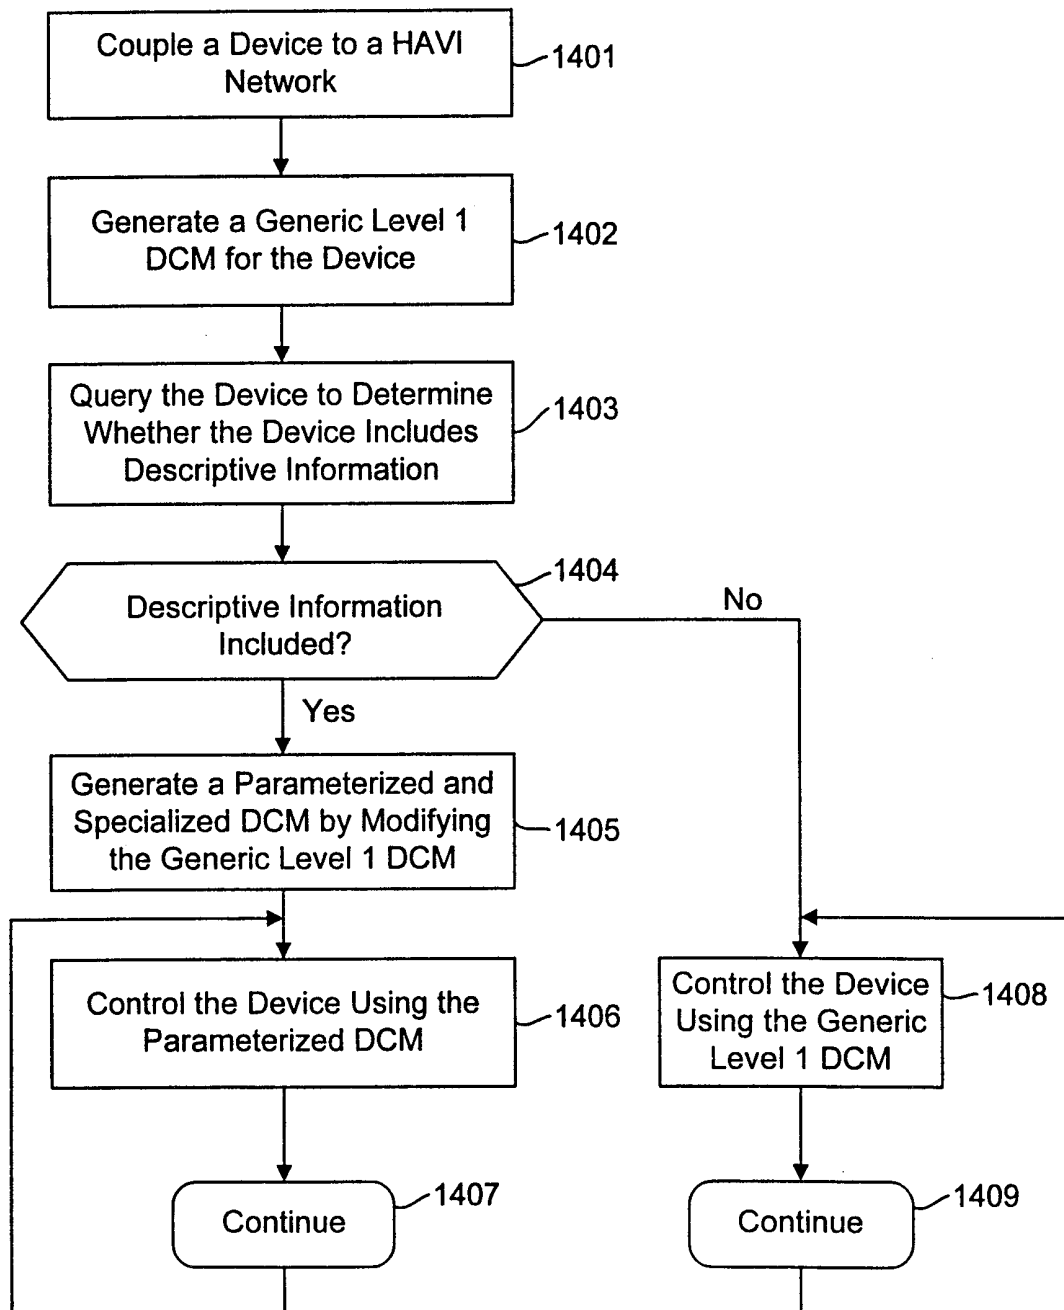 Couple a Device to a HAVI
Network
1401
Generate a Generic Level 1
DCM for the Device
1402
Query the Device to Determine
Whether the Device Includes
Descriptive Information
1403
Descriptive Information
Included?
1404
No
Yes
Generate a Parameterized and
Specialized DCM by Modifying
the Generic Level 1 DCM
1405
Control the Device Using the
Parameterized DCM
1406
Control the Device
Using the Generic
Level 1 DCM
1408
Continue
1407
Continue
1409